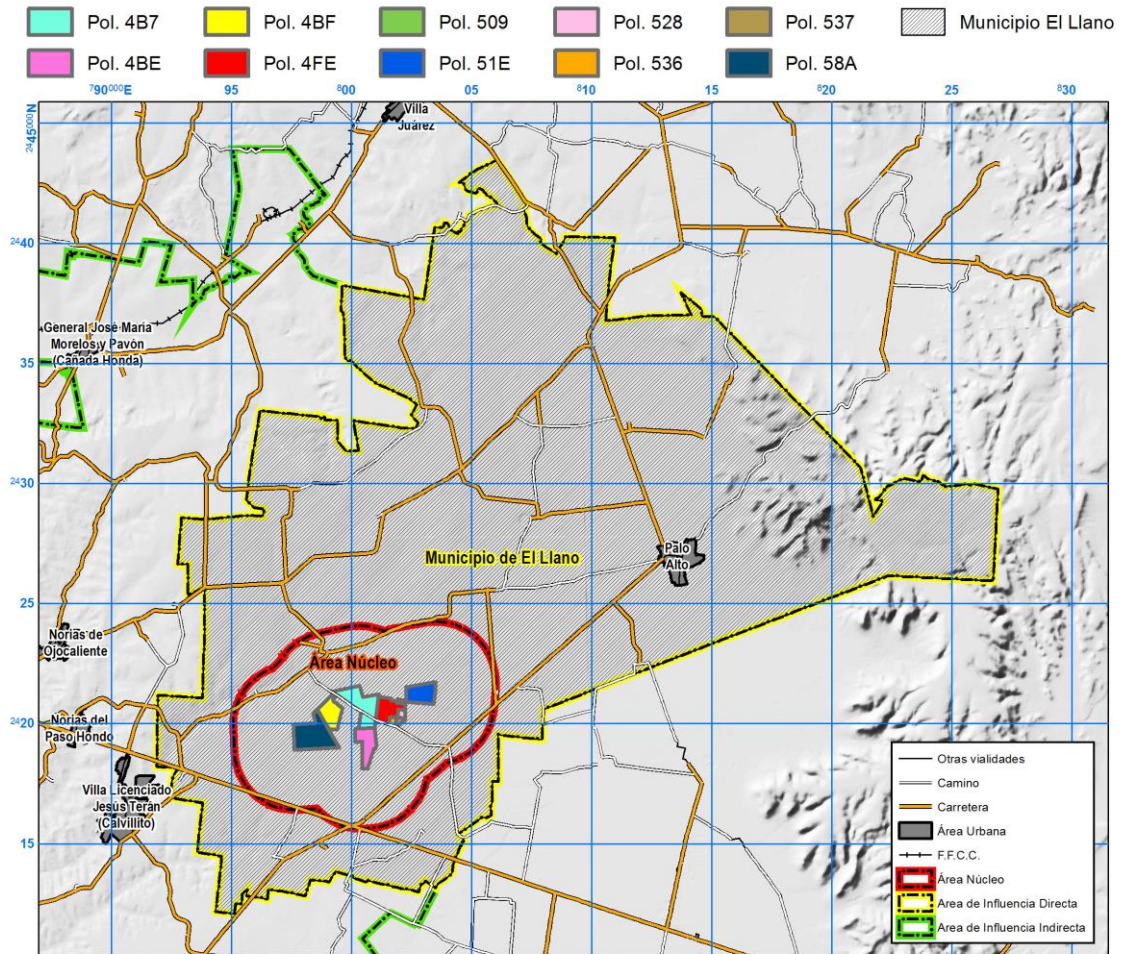 Pol. 4B7
Pol. 4BF
Pol. 509
Pol. 528
Pol. 537
Municipio El Llano
Pol. 4BE
Pol. 4FE
Pol. 51E
Pol. 536
Pol. 58A
790000E
95
800
05
810
15
820
25
830
2445000N
Villa
Juárez
2440
General José María
Morelos y Pavón
(Cañada Honda)
35
2430
Municipio de El Llano
Palo
Alto
25
Norias de
Ojocaliente
Área Núcleo
Norias del
Paso Hondo
2420
Villa Licenciado
Jesús Terán
(Calvillito)
15
Otras vialidades
Camino
Carretera
Área Urbana
F.F.C.C.
Área Núcleo
Area de Influencia Directa
Area de Influencia Indirecta